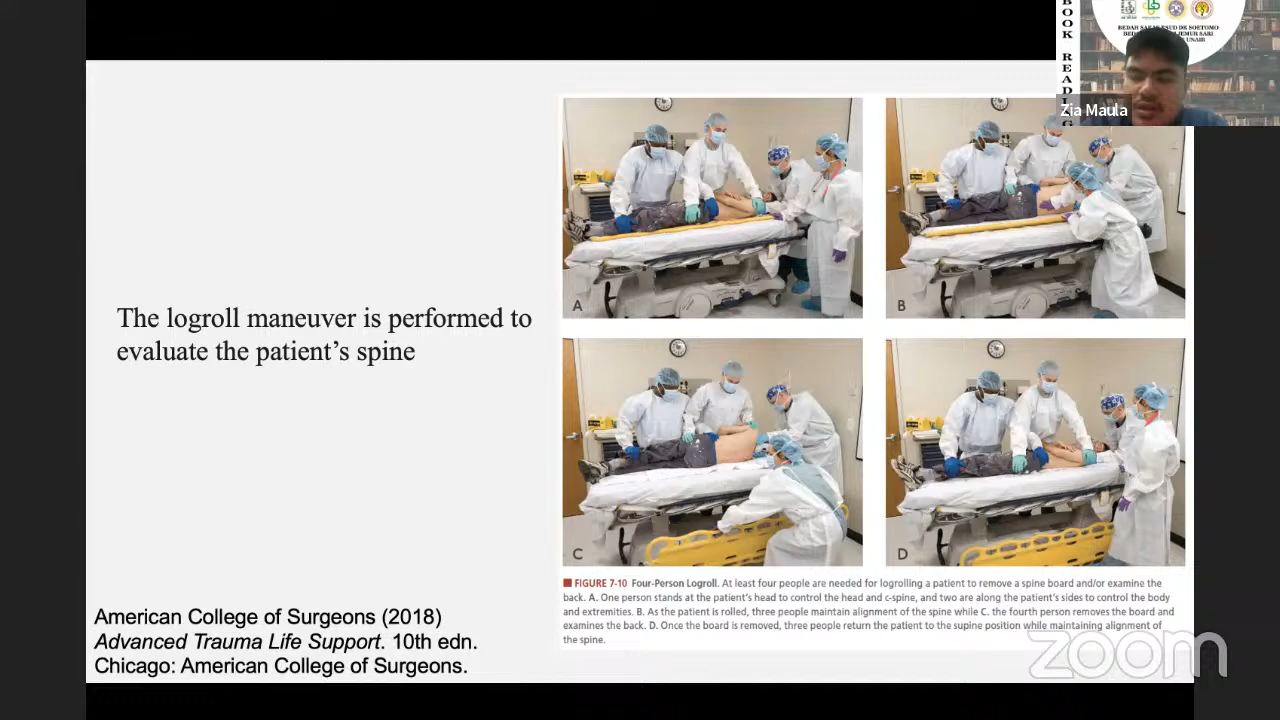 BOOK READING
BEDAH SARAF RSUD DR SOETOMO
Zia Maula
The logroll maneuver is performed to
evaluate the patient's spine
A
B
C
D
FIGURE 7-10 Four-Person Logroll. At least four people are needed for logrolling a patient to remove a spine board and/or examine the
back. A. One person stands at the patient's head to control the head and c-spine, and two are along the patient's sides to control the body
and extremities. B. As the patient is rolled, three people maintain alignment of the spine while C. the fourth person removes the board and
examines the back. D. Once the board is removed, three people return the patient to the supine position while maintaining alignment of
the spine.
American College of Surgeons (2018)
Advanced Trauma Life Support. 10th edn.
Chicago: American College of Surgeons.
zoom